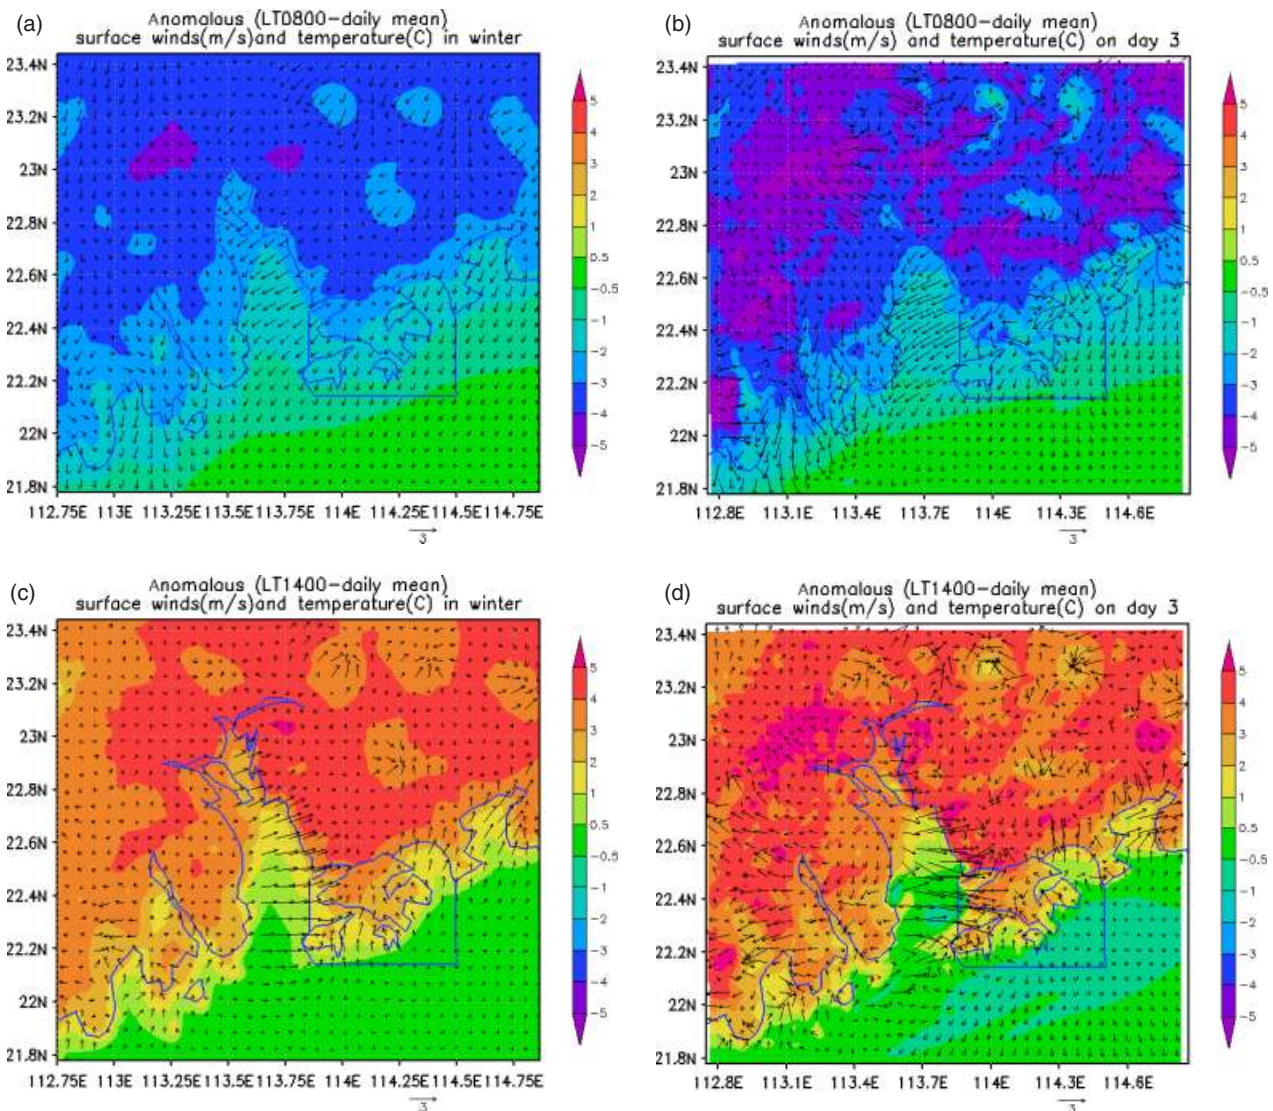 (a)
Anomalous (LT0800-daily mean)
surface winds(m/s)and temperature(C) in winter
23.4N
23.2N
23N
22.8N
22.6N
22.4N
22.2N
22N
21.8N
112.75E 113E 113.25E 113.5E 113.75E 114E 114.25E 114.5E 114.75E
3
5
4
3
2
1
0.5
-0.5
-1
-2
-3
-4
-5
(b)
Anomalous (LT0800-daily mean)
surface winds(m/s) and temperature(C) on day 3
23.4N
23.2N
23N
22.8N
22.6N
22.4N
22.2N
22N
21.8N
112.8E 113.1E 113.4E 113.7E 114E 114.3E 114.6E
3
5
4
3
2
1
0.5
-0.5
-1
-2
-3
-4
-5
(c)
Anomalous (LT1400-daily mean)
surface winds(m/s)and temperature(C) in winter
23.4N
23.2N
23N
22.8N
22.6N
22.4N
22.2N
22N
21.8N
112.75E 113E 113.25E 113.5E 113.75E 114E 114.25E 114.5E 114.75E
3
5
4
3
2
1
0.5
-0.5
-1
-2
-3
-4
-5
(d)
Anomalous (LT1400-daily mean)
surface winds(m/s) and temperature(C) on day 3
23.4N
23.2N
23N
22.8N
22.6N
22.4N
22.2N
22N
21.8N
112.8E 113.1E 113.4E 113.7E 114E 114.3E 114.6E
3
5
4
3
2
1
0.5
-0.5
-1
-2
-3
-4
-5